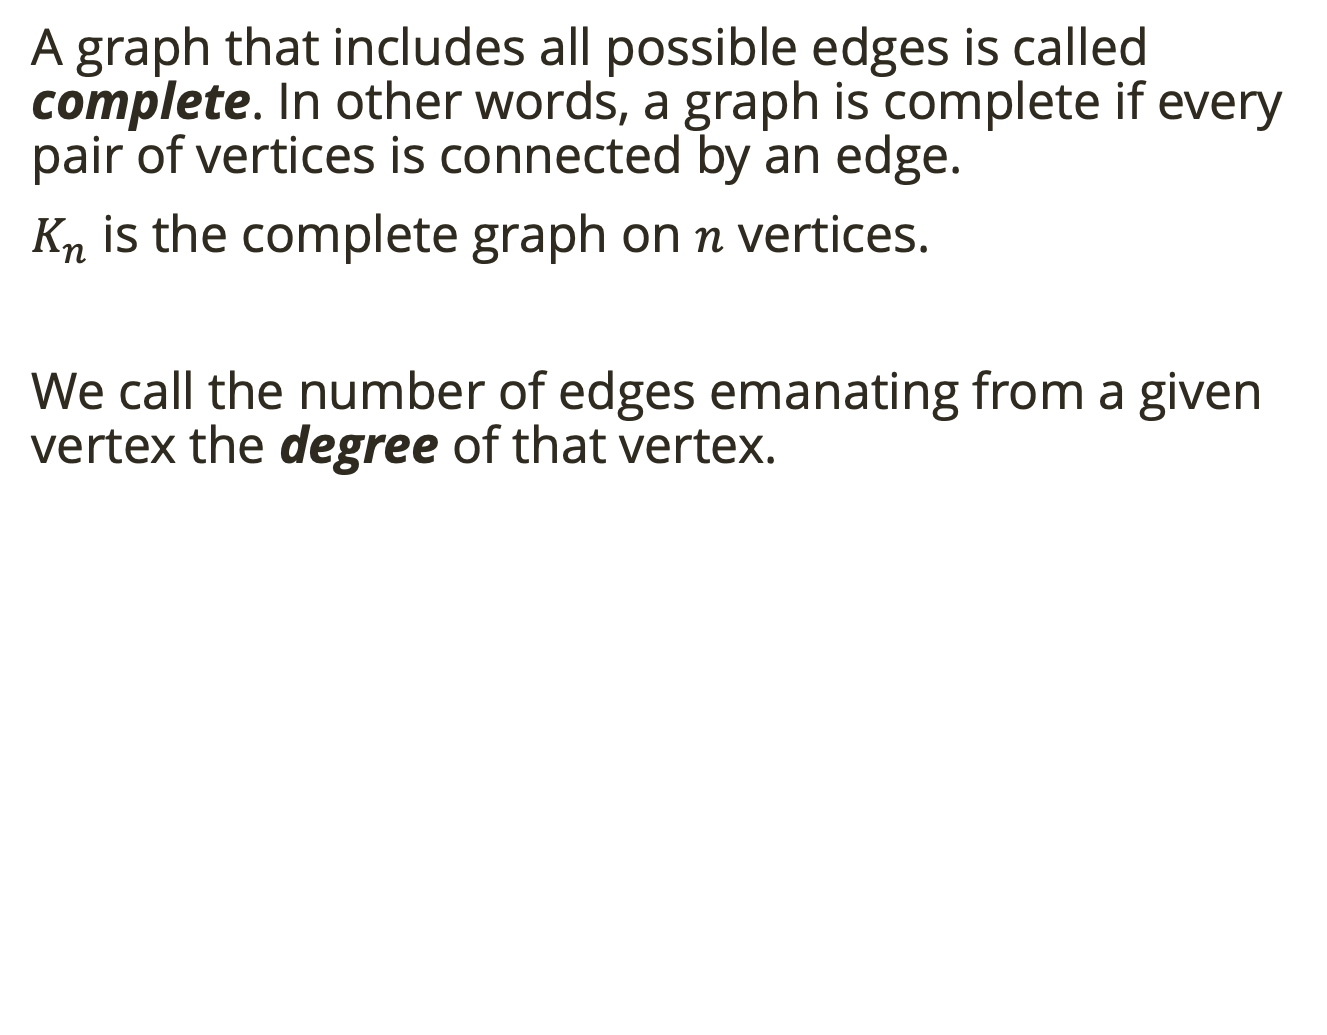 A graph that includes all possible edges is called
complete. In other words, a graph is complete if every
pair of vertices is connected by an edge.
Kₙ is the complete graph on n vertices.
We call the number of edges emanating from a given
vertex the degree of that vertex.